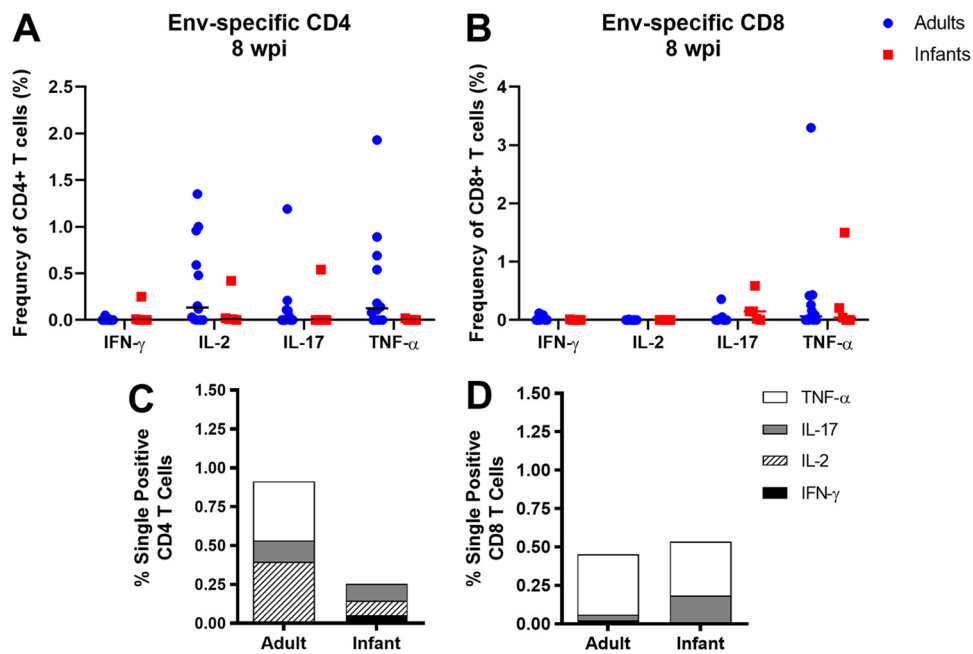 A
Env-specific CD4
8 wpi
Frequency of CD4+ T cells (%)
2.5
2.0
1.5
1.0
0.5
0.0
IFN-γ IL-2 IL-17 TNF-α
B
Env-specific CD8
8 wpi
Frequency of CD8+ T cells (%)
4
3
2
1
0
IFN-γ IL-2 IL-17 TNF-α
Adults
Infants
C
% Single Positive
CD4 T Cells
1.50
1.25
1.00
0.75
0.50
0.25
0.00
Adult Infant
D
% Single Positive
CD8 T Cells
1.50
1.25
1.00
0.75
0.50
0.25
0.00
Adult Infant
TNF-α
IL-17
IL-2
IFN-γ